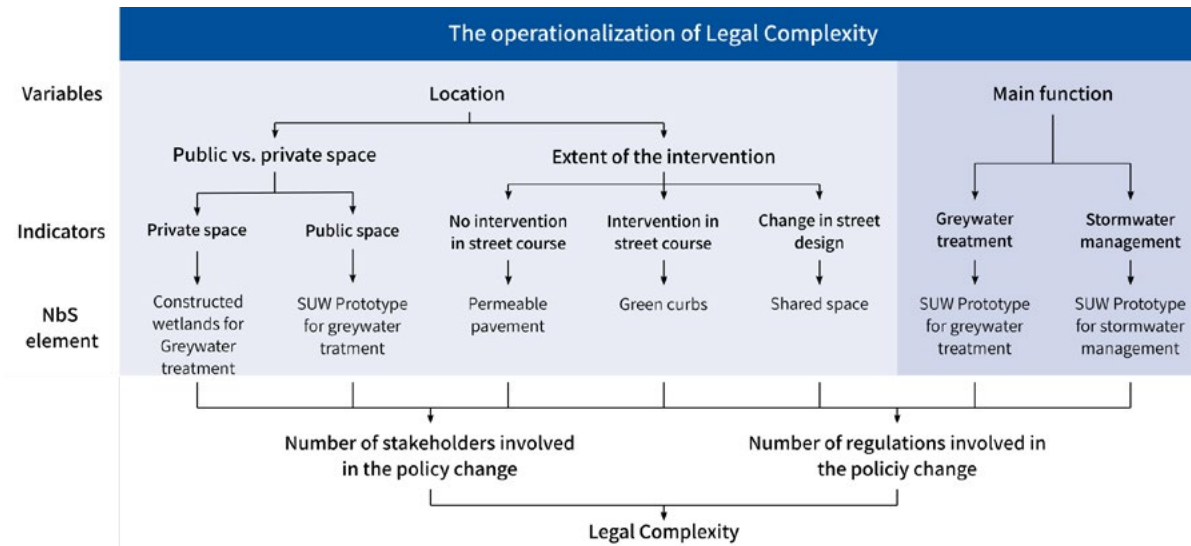 The operationalization of Legal Complexity
Variables
Location
Main function
Public vs. private space
Extent of the intervention
Indicators
Private space
Public space
No intervention
in street course
Intervention in
street course
Change in street
design
Greywater
treatment
Stormwater
management
NbS
element
Constructed
wetlands for
Greywater
treatment
SUW Prototype
for greywater
tratment
Permeable
pavement
Green curbs
Shared space
SUW Prototype
for greywater
treatment
SUW Prototype
for stormwater
management
Number of stakeholders involved
in the policy change
Number of regulations involved in
the policiy change
Legal Complexity